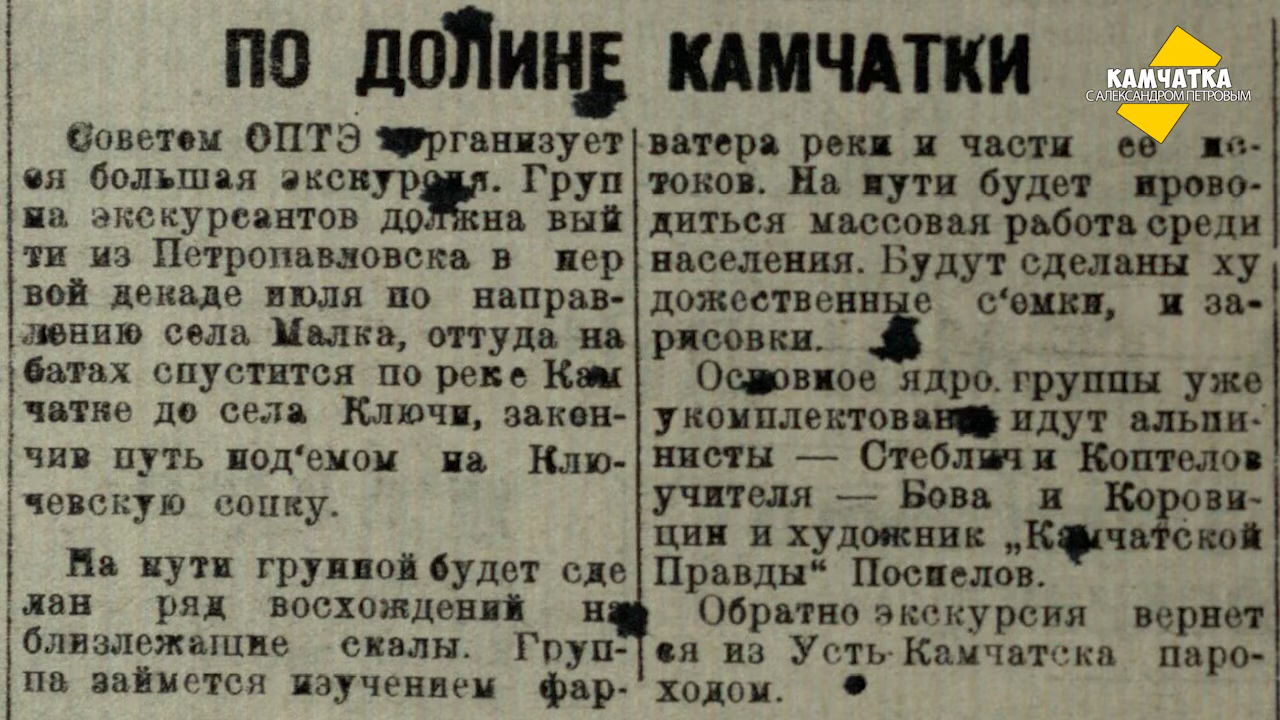 ПО ДОЛИНЕ КАМЧАТКИ
КАМЧАТКА
С АЛЕКСАНДРОМ ПЕТРОВЫМ
Советом ОПТЭ организует
ся большая экскурсия. Груп
па экскурсантов должна вый
ти из Петропавловска в пер
вой декаде июля по направ-
лению села Малка, оттуда на
батах спустится по реке Кам
чатке до села Ключи, закон-
чив путь под‘емом на Клю-
чевскую сопку.
На пути группой будет сде
лан ряд восхождений на
близлежащие скалы. Груп-
па займется изучением фар-
ватера реки и части ее ис-
токов. На пути будет прово-
диться массовая работа среди
населения. Будут сделаны ху
дожественные с‘емки, и за-
рисовки.
Основное ядро. группы уже
укомплектовано идут альпи-
нисты — Стеблич и Коптелов
учителя — Бова и Корови-
цин и художник „Камчатской
Правды“ Поспелов.
Обратно экскурсия вернет
ся из Усть-Камчатска паро-
ходом.